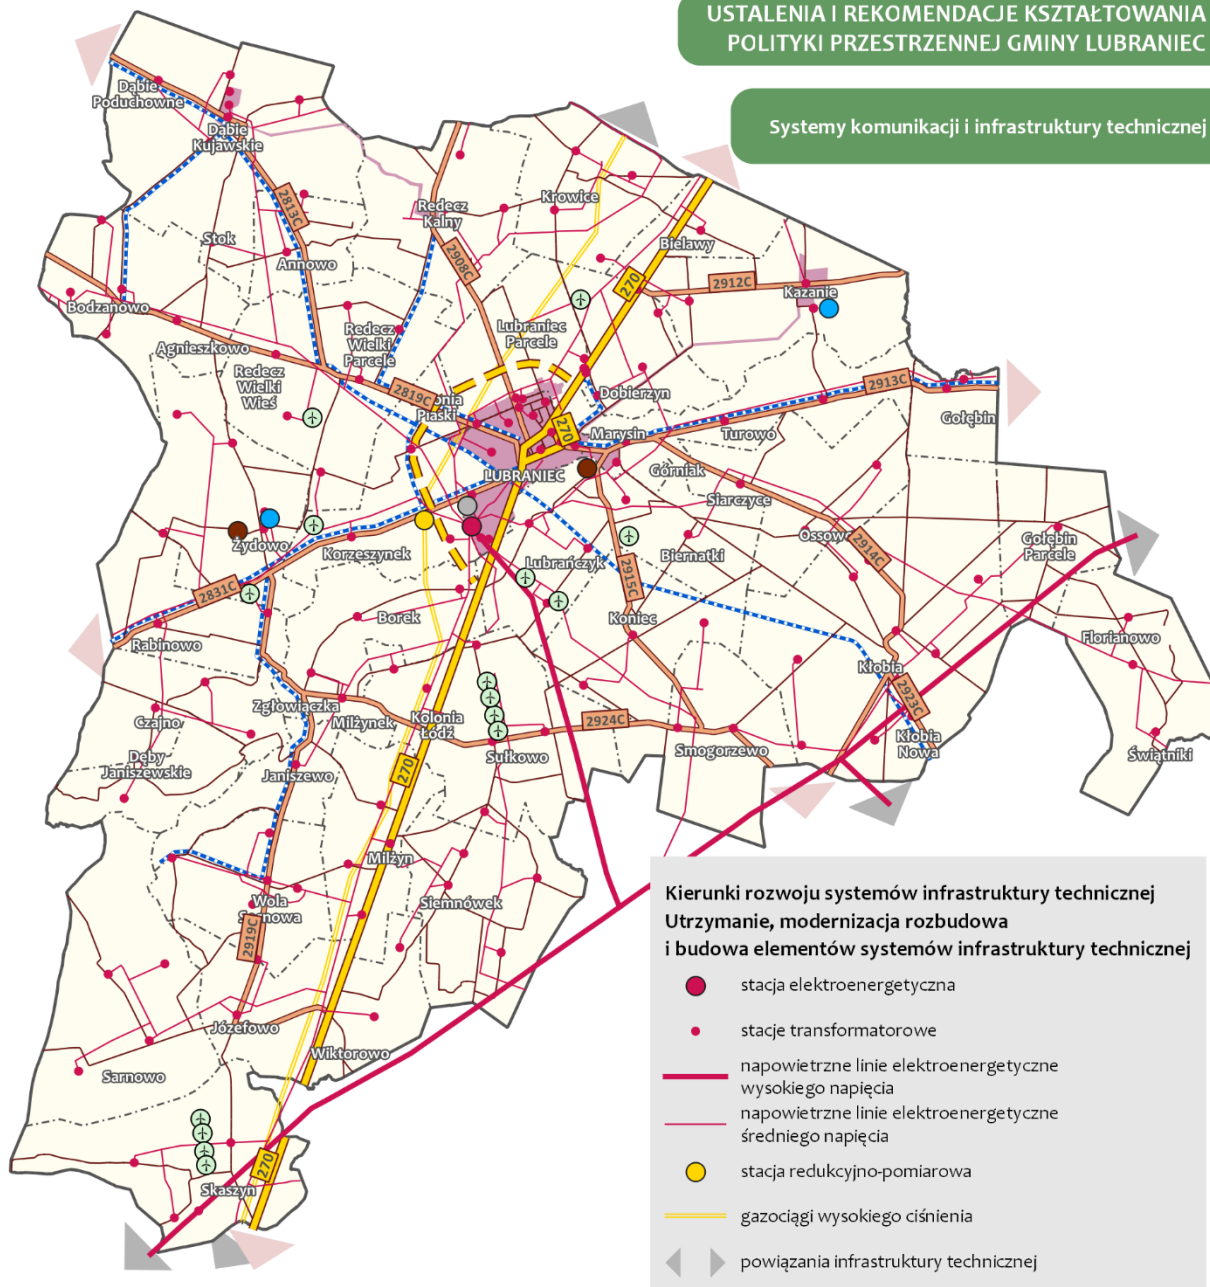 USTALENIA I REKOMENDACJE KSZTAŁTOWANIA
POLITYKI PRZESTRZENNEJ GMINY LUBRANIEC
Systemy komunikacji i infrastruktury technicznej
Dąbie
Poduchowne
Dąbie
Kujawskie
2813C
Stok
Annowo
Redecz
Kalny
2908C
Krowice
Bielawy
270
2912C
Kazanie
Bodzanowo
Agnieszkowo
Redecz
Wielki
Wieś
Redecz
Wielki
Parcele
Lubraniec
Parcele
2819C
Piaski
Dobierzyn
2913C
Gołębin
270
Marysin
Turowo
LUBRANIEC
Górniak
Siarczyce
Żydowo
Korzeszynek
Lubrańczyk
Biernatki
Ossowo
2914C
Gołębin
Parcele
2831C
2915C
Borek
Koniec
Florianowo
Rabinowo
Kłobia
2923C
Zgłowiączka
Miłżynek
Kolonia
Łódź
2924C
Czajno
Dęby
Janiszewskie
Janiszewo
Sułkowo
Smogorzewo
Kłobia
Nowa
Świątniki
270
Milżyn
Siemnówek
Wola
2919C
Józefowo
Wiktorowo
Sarnowo
270
Skaszyn
Kierunki rozwoju systemów infrastruktury technicznej
Utrzymanie, modernizacja rozbudowa
i budowa elementów systemów infrastruktury technicznej
stacja elektroenergetyczna
stacje transformatorowe
napowietrzne linie elektroenergetyczne
wysokiego napięcia
napowietrzne linie elektroenergetyczne
średniego napięcia
stacja redukcyjno-pomiarowa
gazociągi wysokiego ciśnienia
powiązania infrastruktury technicznej